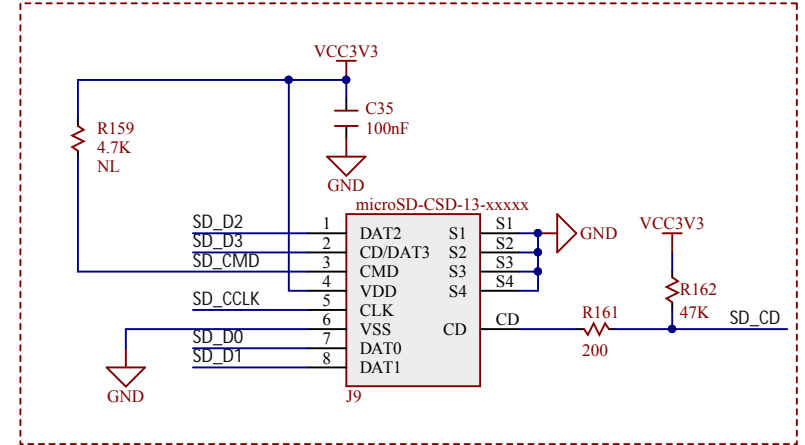 VCC3V3
C35
100nF
GND
R159
4.7K
NL
microSD-CSD-13-xxxxx
SD_D2
SD_D3
SD_CMD
SD_CCLK
SD_D0
SD_D1
1
2
3
4
5
6
7
8
DAT2
CD/DAT3
CMD
VDD
CLK
VSS
DAT0
DAT1
S1
S2
S3
S4
CD
S1
S2
S3
S4
CD
GND
VCC3V3
R162
47K
R161
200
SD_CD
GND
J9